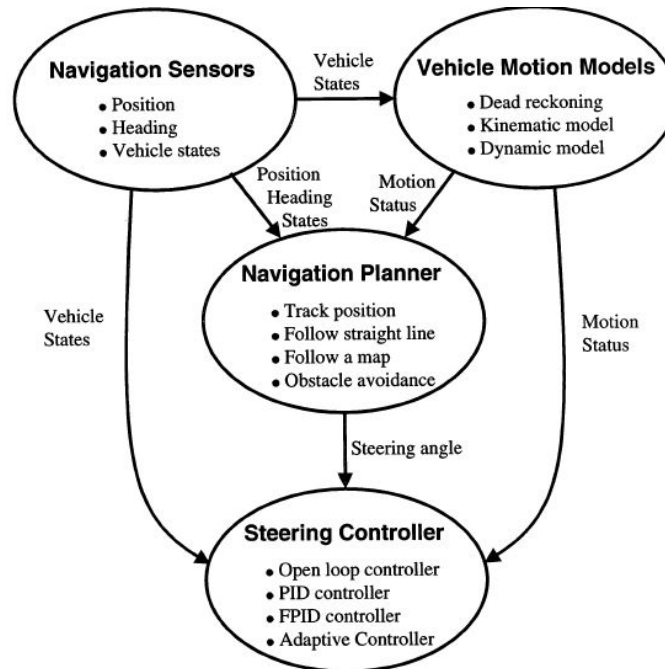 Navigation Sensors
• Position
• Heading
• Vehicle states
Vehicle
States
Vehicle Motion Models
• Dead reckoning
• Kinematic model
• Dynamic model
Position
Heading
States
Motion
Status
Navigation Planner
• Track position
• Follow straight line
• Follow a map
• Obstacle avoidance
Vehicle
States
Motion
Status
Steering angle
Steering Controller
• Open loop controller
• PID controller
• FPID controller
• Adaptive Controller